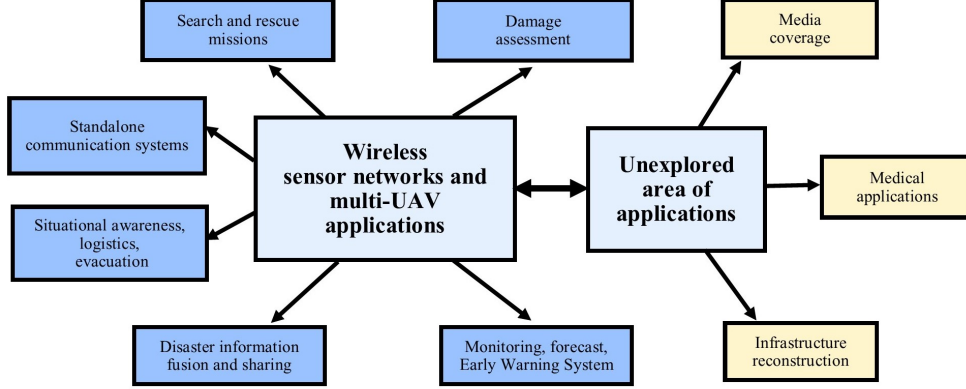 Search and rescue
missions
Damage
assessment
Media
coverage
Standalone
communication systems
Wireless
sensor networks and
multi-UAV
applications
Unexplored
area of
applications
Medical
applications
Situational awareness,
logistics,
evacuation
Disaster information
fusion and sharing
Monitoring, forecast,
Early Warning System
Infrastructure
reconstruction